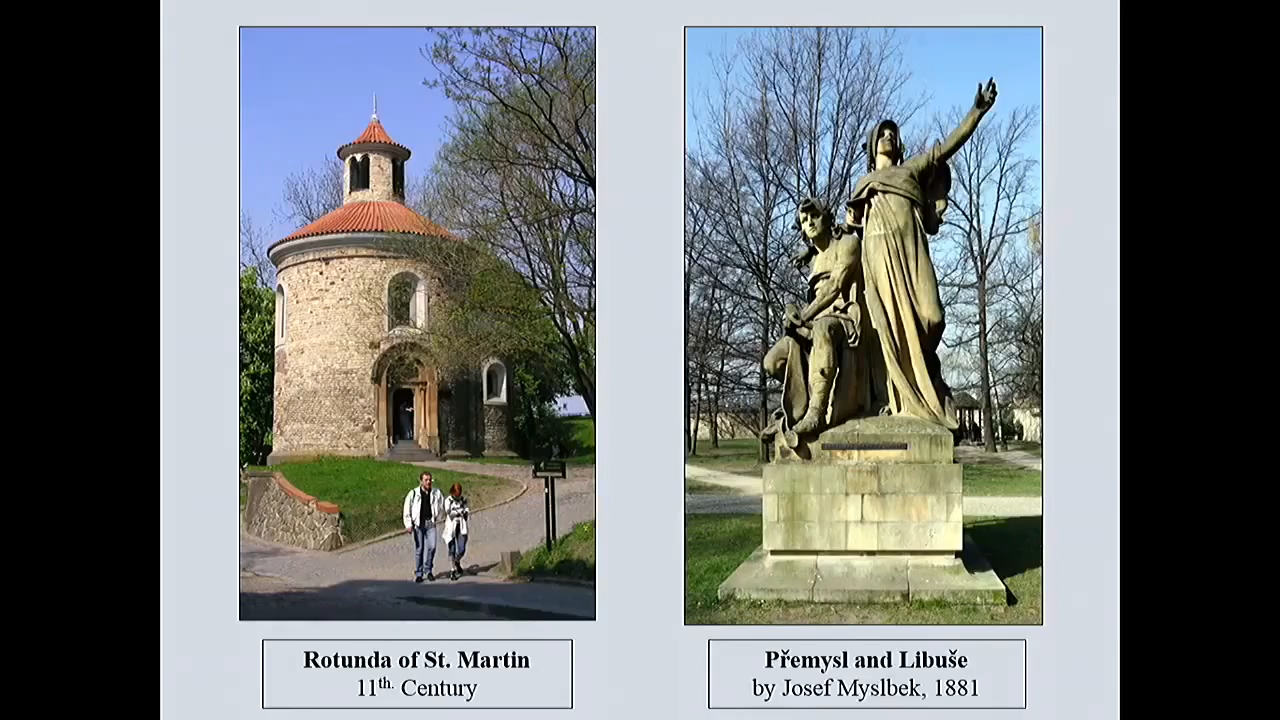 Rotunda of St. Martin
11th. Century
Přemysl and Libuše
by Josef Myslbek, 1881